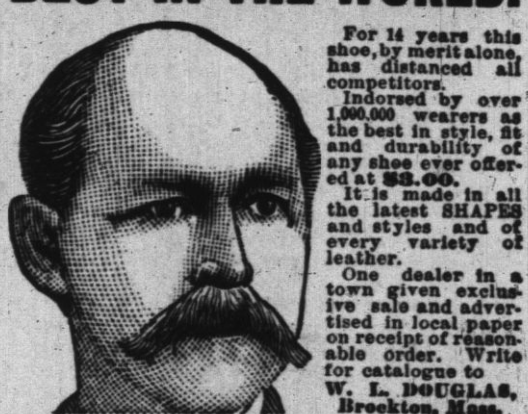 BEST IN THE WORLD!
For 14 years this
shoe, by merit alone,
has distanced all
competitors.
Indorsed by over
1,000,000 wearers as
the best in style, fit
and durability of
any shoe ever offer-
ed at $3.00.
It is made in all
the latest SHAPES
and styles and of
every variety of
leather.
One dealer in a
town given exclus-
ive sale and adver-
tised in local paper
on receipt of reason-
able order. Write
for catalogue to
W. L. DOUGLAS,
Brockton, Mass.